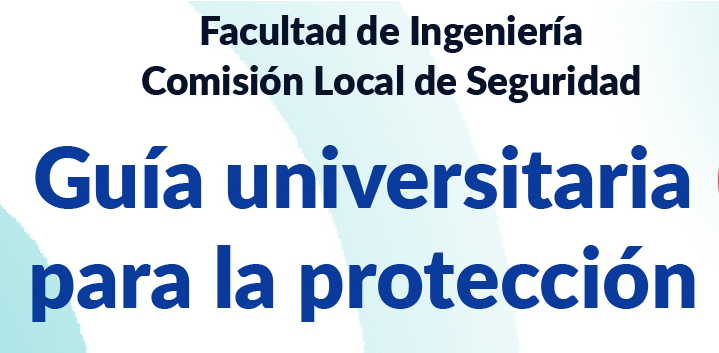 Facultad de Ingeniería
Comisión Local de Seguridad
Guía universitaria
para la protección